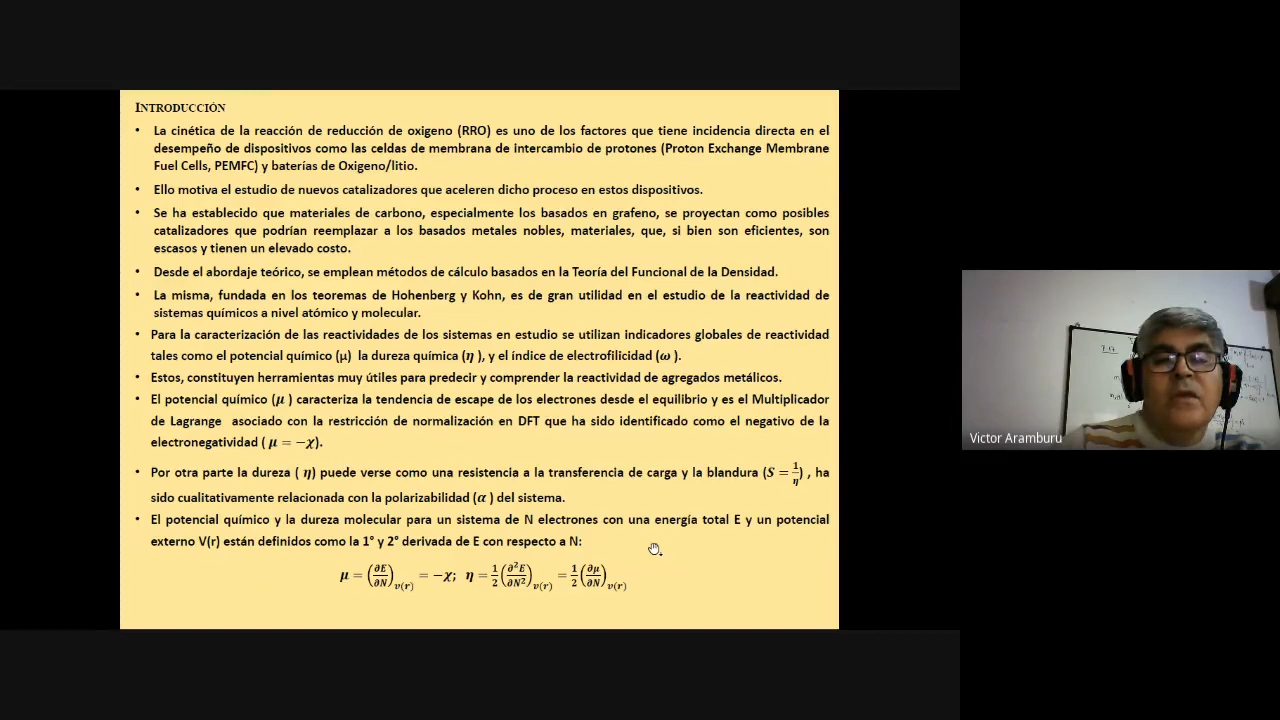 INTRODUCCIÓN
• La cinética de la reacción de reducción de oxigeno (RRO) es uno de los factores que tiene incidencia directa en el
desempeño de dispositivos como las celdas de membrana de intercambio de protones (Proton Exchange Membrane
Fuel Cells, PEMFC) y baterías de Oxigeno/litio.
• Ello motiva el estudio de nuevos catalizadores que aceleren dicho proceso en estos dispositivos.
• Se ha establecido que materiales de carbono, especialmente los basados en grafeno, se proyectan como posibles
catalizadores que podrían reemplazar a los basados metales nobles, materiales, que, si bien son eficientes, son
escasos y tienen un elevado costo.
• Desde el abordaje teórico, se emplean métodos de cálculo basados en la Teoría del Funcional de la Densidad.
• La misma, fundada en los teoremas de Hohenberg y Kohn, es de gran utilidad en el estudio de la reactividad de
sistemas químicos a nivel atómico y molecular.
• Para la caracterización de las reactividades de los sistemas en estudio se utilizan indicadores globales de reactividad
tales como el potencial químico (μ) la dureza química (η), y el índice de electrofilicidad (ω).
• Estos, constituyen herramientas muy útiles para predecir y comprender la reactividad de agregados metálicos.
• El potencial químico (μ ) caracteriza la tendencia de escape de los electrones desde el equilibrio y es el Multiplicador
de Lagrange asociado con la restricción de normalización en DFT que ha sido identificado como el negativo de la
electronegatividad ( μ = −χ).
• Por otra parte la dureza ( η) puede verse como una resistencia a la transferencia de carga y la blandura (S = 1/η) , ha
sido cualitativamente relacionada con la polarizabilidad (α ) del sistema.
• El potencial químico y la dureza molecular para un sistema de N electrones con una energía total E y un potencial
externo V(r) están definidos como la 1° y 2° derivada de E con respecto a N:
μ = (∂E/∂N)v(r) = −χ; η = 1/2 (∂²E/∂N²)v(r) = 1/2 (∂μ/∂N)v(r)
Victor Aramburu